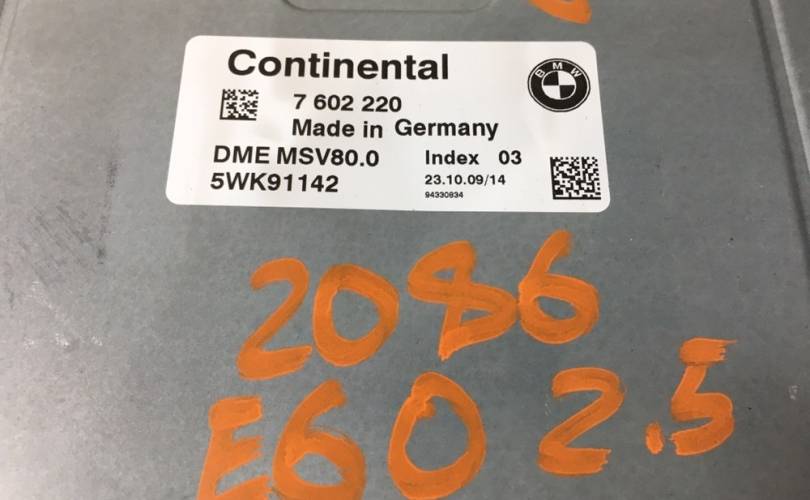 Continental
BMW
7 602 220
Made in Germany
DME MSV80.0 Index 03
5WK91142 23.10.09/14
94330834
2086
E60 2.5